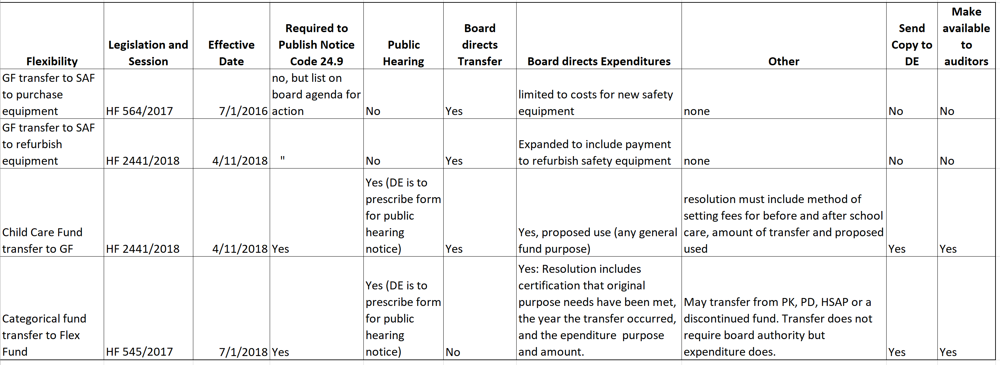 Flexibility
Legislation and
Session
Effective
Date
Required to
Publish Notice
Code 24.9
Public
Hearing
Board
directs
Transfer
Board directs Expenditures
Other
Send
Copy to
DE
Make
available
to
auditors
GF transfer to SAF
to purchase
equipment
HF 564/2017
7/1/2016
no, but list on
board agenda for
action
No
Yes
limited to costs for new safety
equipment
none
No
No
GF transfer to SAF
to refurbish
equipment
HF 2441/2018
4/11/2018
"
No
Yes
Expanded to include payment
to refurbish safety equipment
none
No
No
Child Care Fund
transfer to GF
HF 2441/2018
4/11/2018
Yes
Yes (DE is to
prescribe form
for public
hearing
notice)
Yes
Yes, proposed use (any general
fund purpose)
resolution must include method of
setting fees for before and after school
care, amount of transfer and proposed
used
Yes
Yes
Categorical fund
transfer to Flex
Fund
HF 545/2017
7/1/2018
Yes
Yes (DE is to
prescribe form
for public
hearing
notice)
No
Yes: Resolution includes
certification that original
purpose needs have been met,
the year the transfer occurred,
and the ependiture  purpose
and amount.
May transfer from PK, PD, HSAP or a
discontinued fund. Transfer does not
require board authority but
expenditure does.
Yes
Yes